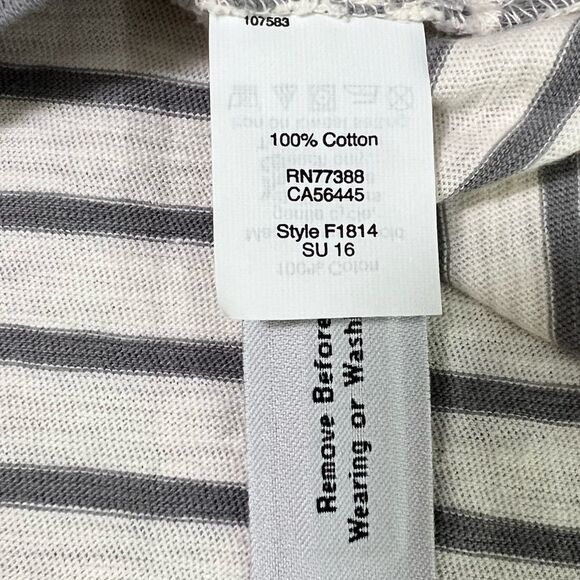 107583
100% Cotton
RN77388
CA56445
Style F1814
SU 16
Remove Before
Wearing or Wash